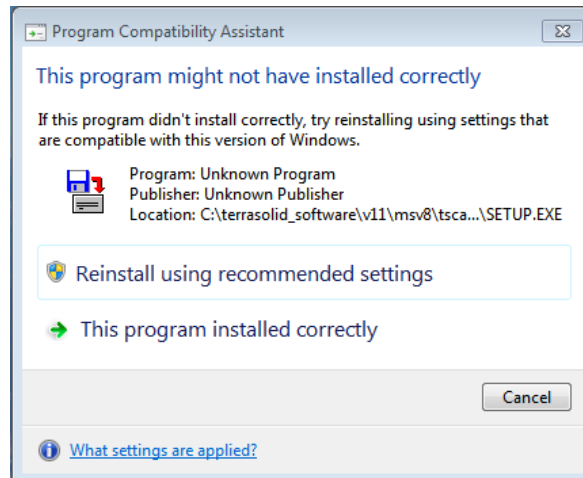 Program Compatibility Assistant
This program might not have installed correctly
If this program didn't install correctly, try reinstalling using settings that
are compatible with this version of Windows.
Program: Unknown Program
Publisher: Unknown Publisher
Location: C:\terrasolid_software\v11\msv8\tsca...\SETUP.EXE
Reinstall using recommended settings
This program installed correctly
Cancel
What settings are applied?